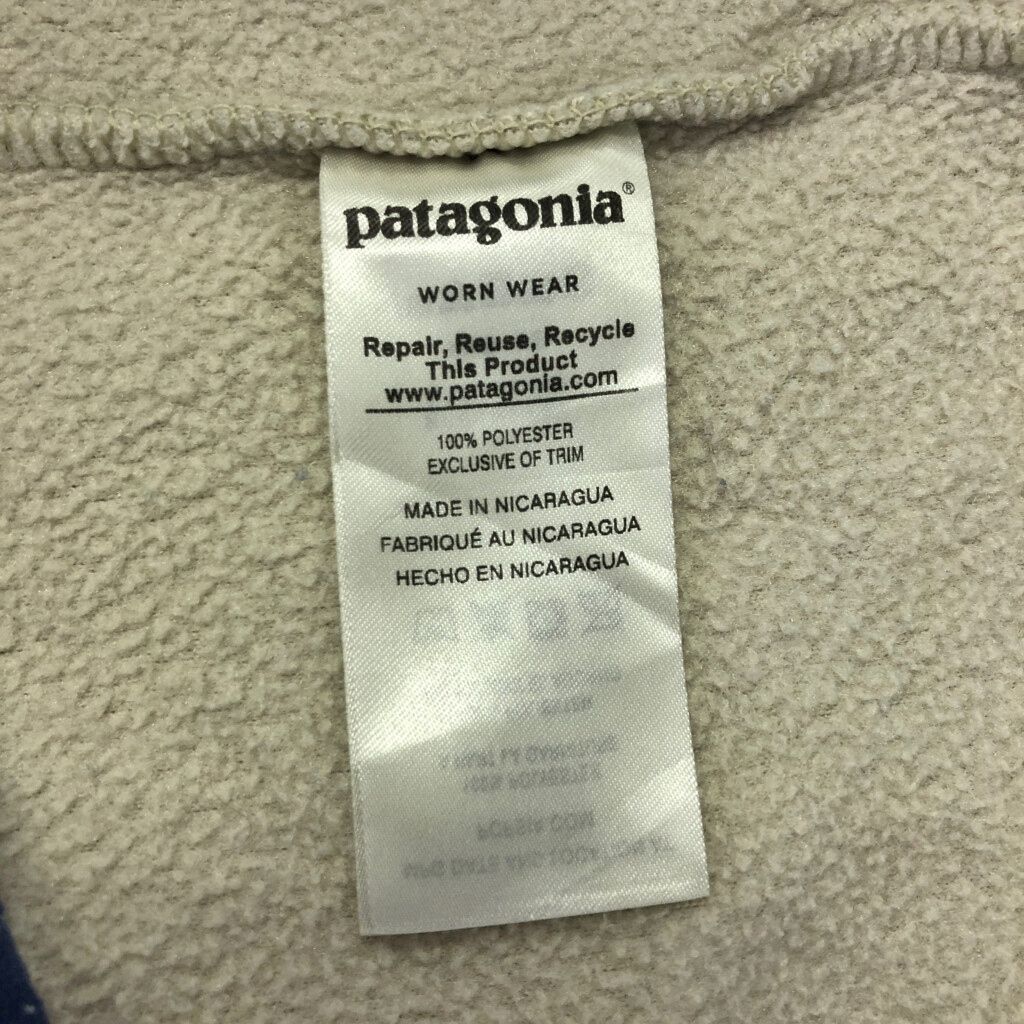 patagonia®
WORN WEAR
Repair, Reuse, Recycle
This Product
www.patagonia.com
100% POLYESTER
EXCLUSIVE OF TRIM
MADE IN NICARAGUA
FABRIQUÉ AU NICARAGUA
HECHO EN NICARAGUA